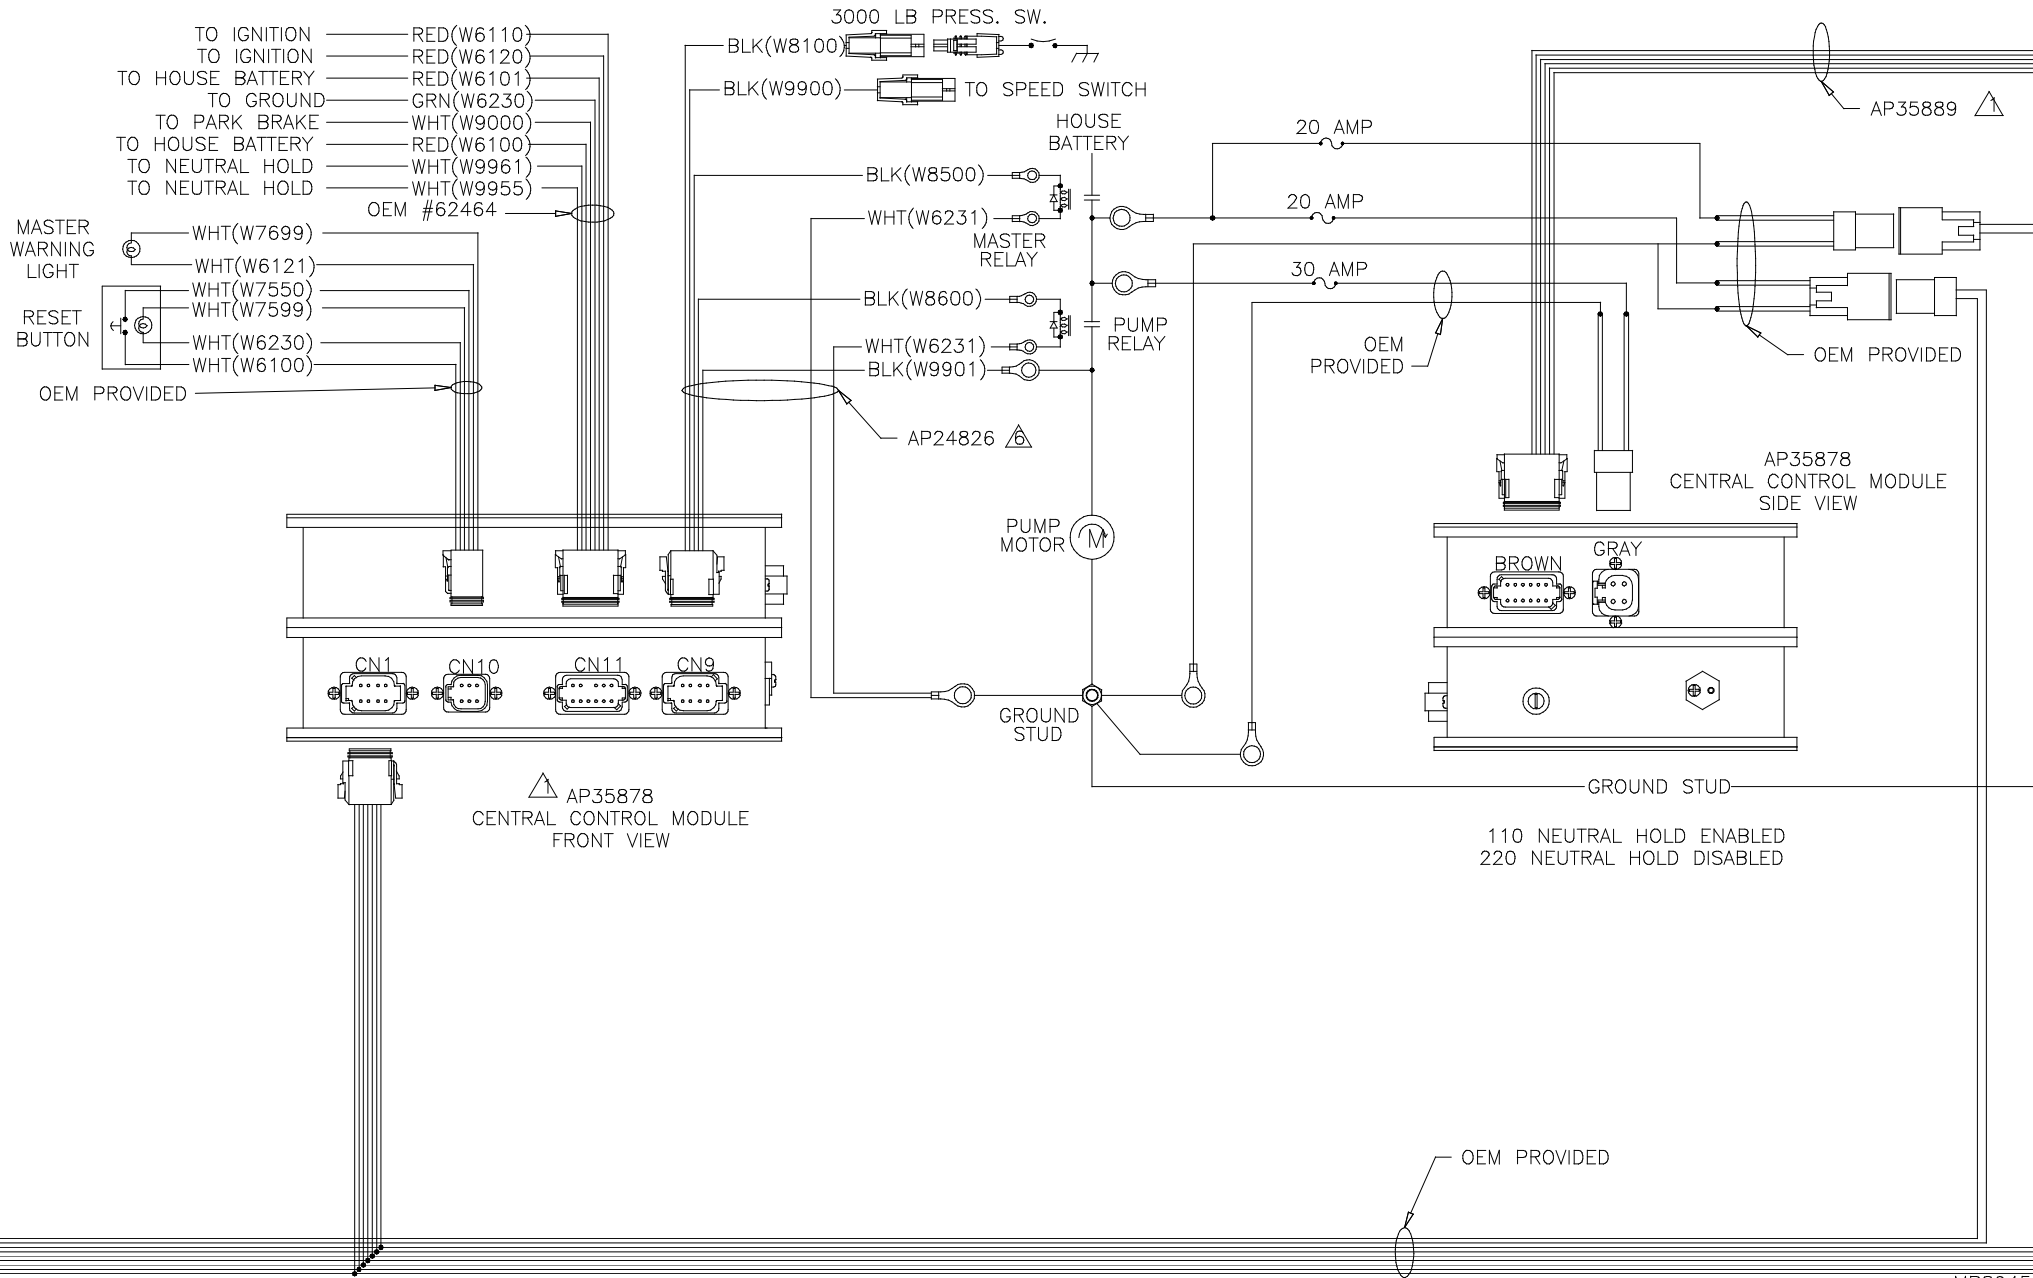 3000 LB PRESS. SW.
TO IGNITION RED(W6110)
TO IGNITION RED(W6120)
TO HOUSE BATTERY RED(W6101)
TO GROUND GRN(W6230)
TO PARK BRAKE WHT(W9000)
TO HOUSE BATTERY RED(W6100)
TO NEUTRAL HOLD WHT(W9961)
TO NEUTRAL HOLD WHT(W9955)
OEM #62464
BLK(W8100)
BLK(W9900) TO SPEED SWITCH
HOUSE
BATTERY
BLK(W8500)
WHT(W6231)
MASTER
RELAY
BLK(W8600)
PUMP
RELAY
WHT(W6231)
BLK(W9901)
AP24826 6
MASTER
WARNING
LIGHT
WHT(W7699)
WHT(W6121)
RESET
BUTTON
WHT(W7550)
WHT(W7599)
WHT(W6230)
WHT(W6100)
OEM PROVIDED
20 AMP
20 AMP
30 AMP
OEM
PROVIDED
AP35889 1
OEM PROVIDED
AP35878
CENTRAL CONTROL MODULE
SIDE VIEW
PUMP
MOTOR
M
BROWN
GRAY
CN1
CN10
CN11
CN9
GROUND
STUD
1 AP35878
CENTRAL CONTROL MODULE
FRONT VIEW
GROUND STUD
110 NEUTRAL HOLD ENABLED
220 NEUTRAL HOLD DISABLED
OEM PROVIDED